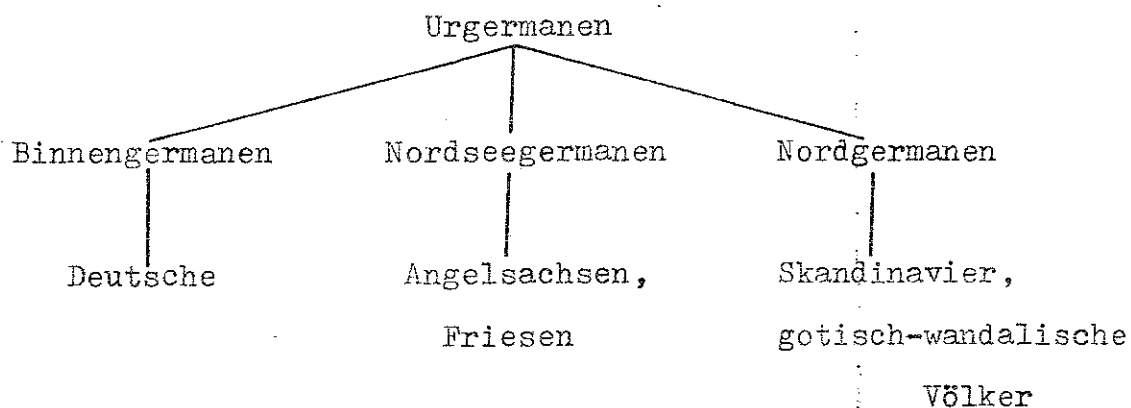 Urgermanen
Binnengermanen Nordseegermanen Nordgermanen
Deutsche Angelsachsen, Skandinavier,
Friesen gotisch-wandalische
Völker